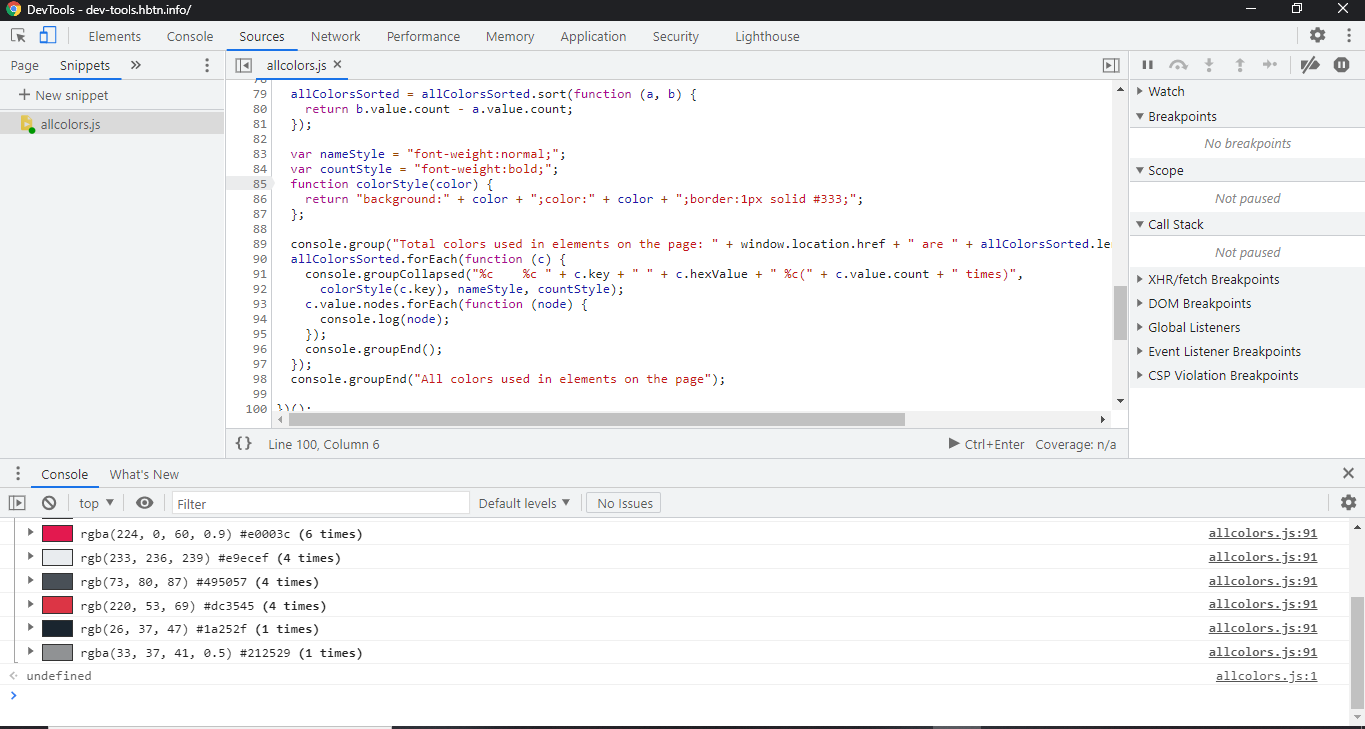 DevTools - dev-tools.hbtn.info/
Elements Console Sources Network Performance Memory Application Security Lighthouse
Page Snippets
allcolors.js
New snippet
allcolors.js
79 allColorsSorted = allColorsSorted.sort(function (a, b) {
80 return b.value.count - a.value.count;
81 });
82
83 var nameStyle = "font-weight:normal;";
84 var countStyle = "font-weight:bold;";
85 function colorStyle(color) {
86 return "background:" + color + ";color:" + color + ";border:1px solid #333;";
87 };
88
89 console.group("Total colors used in elements on the page: " + window.location.href + " are " + allColorsSorted.le
90 allColorsSorted.forEach(function (c) {
91 console.groupCollapsed("%c    %c " + c.key + " " + c.hexValue + " %c(" + c.value.count + " times)",
92 colorStyle(c.key), nameStyle, countStyle);
93 c.value.nodes.forEach(function (node) {
94 console.log(node);
95 });
96 console.groupEnd();
97 });
98 console.groupEnd("All colors used in elements on the page");
99
100 })();
{} Line 100, Column 6 Ctrl+Enter Coverage: n/a
Watch
Breakpoints
No breakpoints
Scope
Not paused
Call Stack
Not paused
XHR/fetch Breakpoints
DOM Breakpoints
Global Listeners
Event Listener Breakpoints
CSP Violation Breakpoints
Console What's New
top Filter Default levels No Issues
rgba(224, 0, 60, 0.9) #e0003c (6 times) allcolors.js:91
rgb(233, 236, 239) #e9ecef (4 times) allcolors.js:91
rgb(73, 80, 87) #495057 (4 times) allcolors.js:91
rgb(220, 53, 69) #dc3545 (4 times) allcolors.js:91
rgb(26, 37, 47) #1a252f (1 times) allcolors.js:91
rgba(33, 37, 41, 0.5) #212529 (1 times) allcolors.js:91
undefined allcolors.js:1